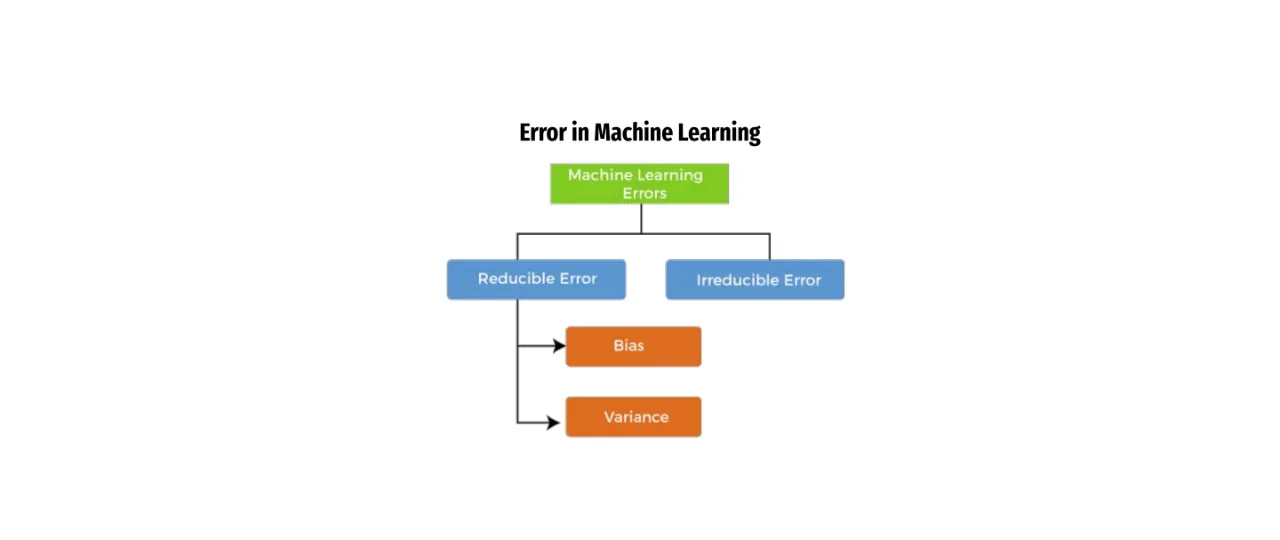 Error in Machine Learning
Machine Learning
Errors
Reducible Error
Irreducible Error
Bias
Variance